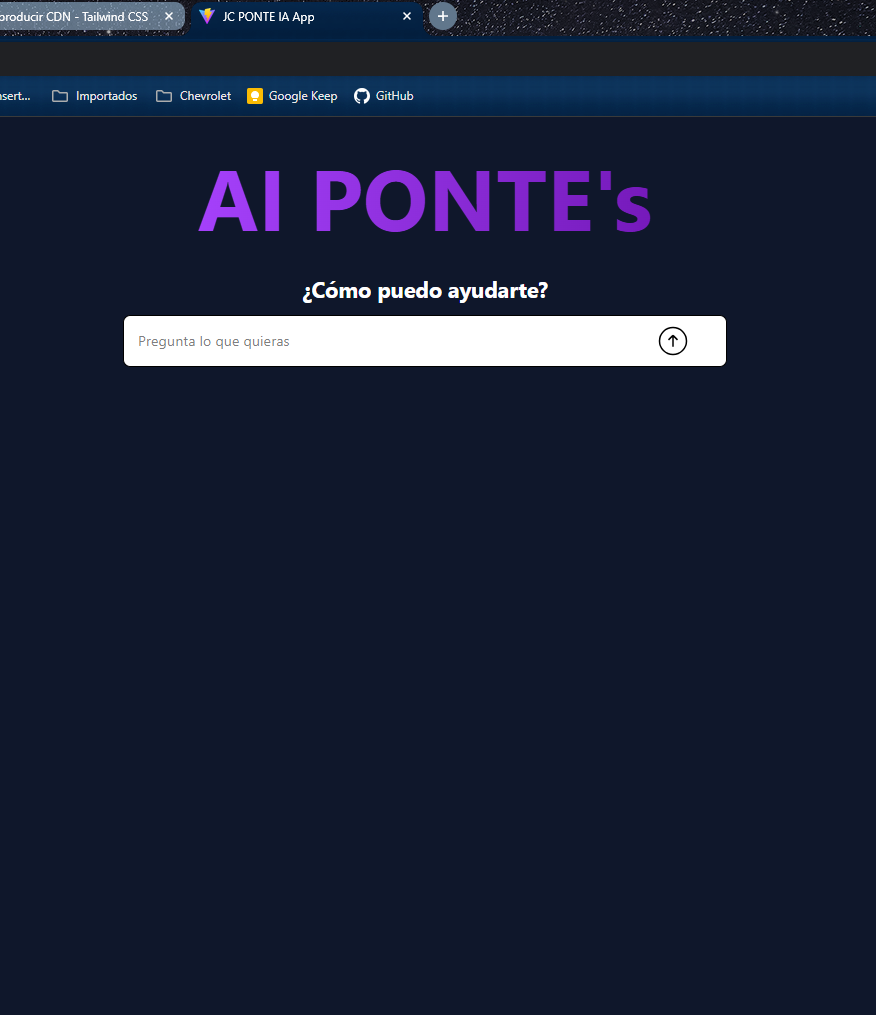 producir CDN - Tailwind CSS
JC PONTE IA App
Importados
Chevrolet
Google Keep
GitHub
AI PONTE's
¿Cómo puedo ayudarte?
Pregunta lo que quieras